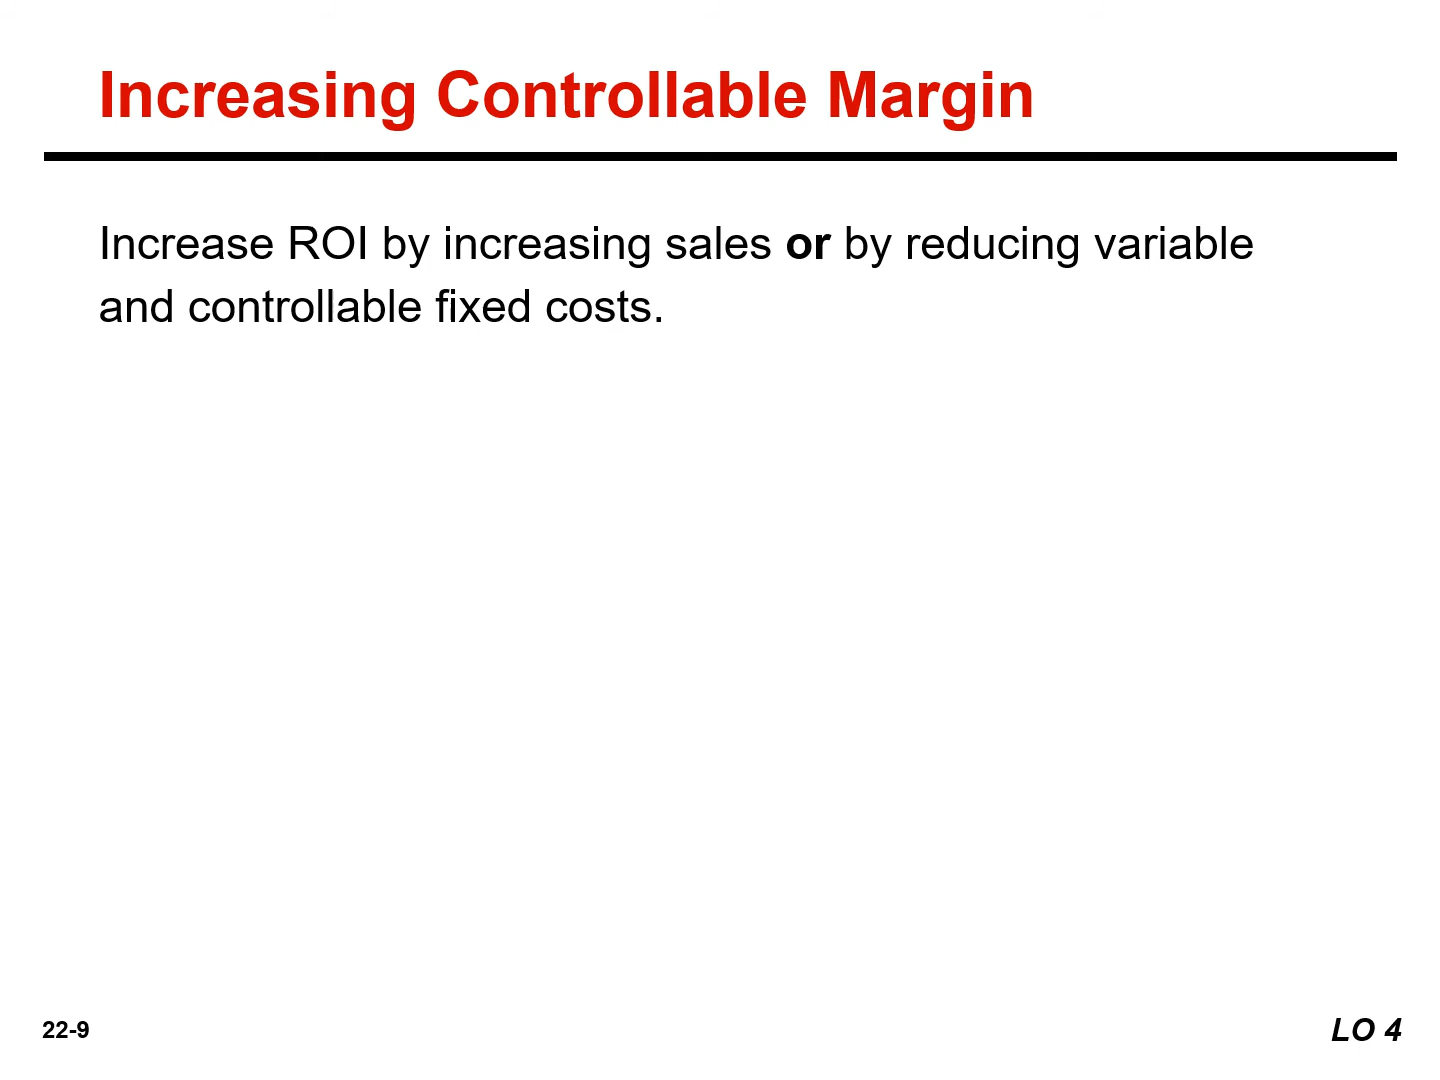 Increasing Controllable Margin
Increase ROI by increasing sales or by reducing variable
and controllable fixed costs.
22-9
LO 4